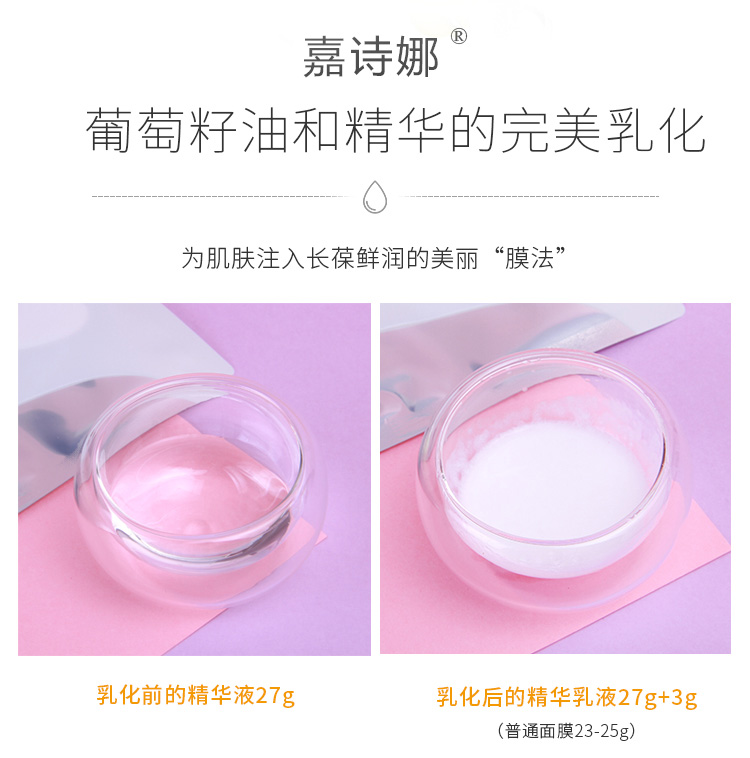 嘉诗娜®
葡萄籽油和精华的完美乳化
为肌肤注入长葆鲜润的美丽“膜法”
乳化前的精华液27g
乳化后的精华乳液27g+3g
（普通面膜23-25g）